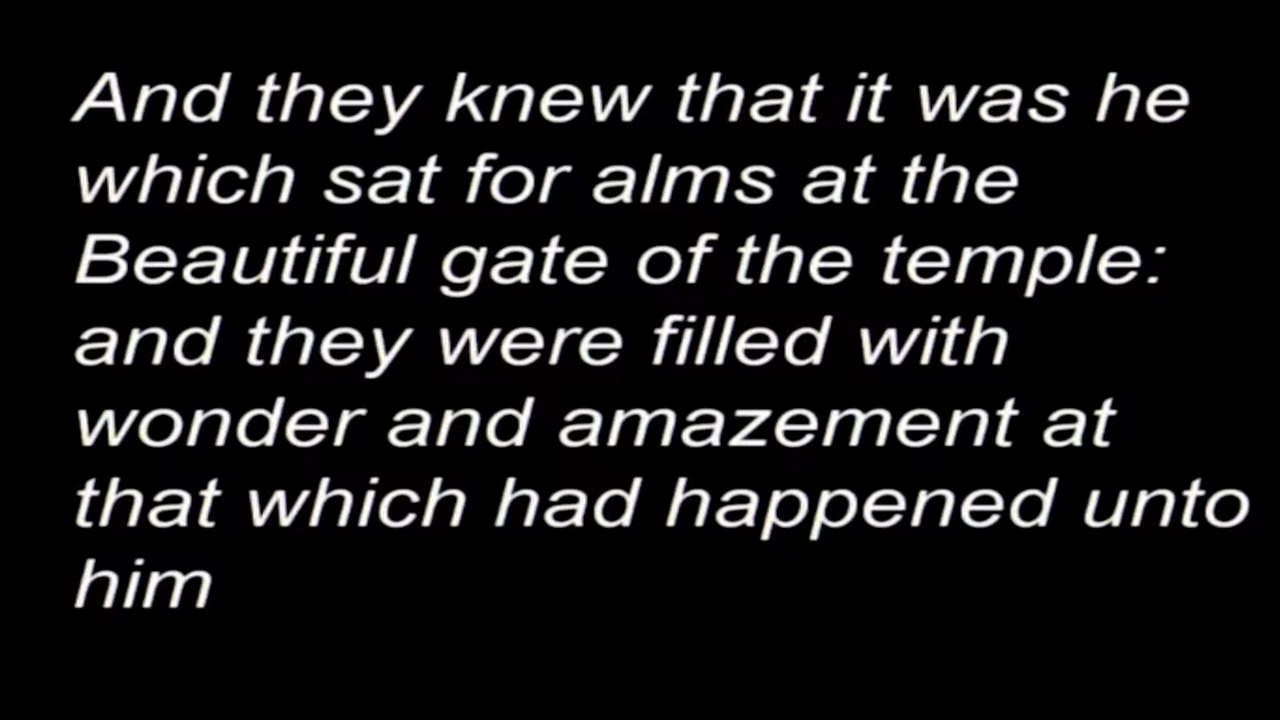 And they knew that it was he
which sat for alms at the
Beautiful gate of the temple:
and they were filled with
wonder and amazement at
that which had happened unto
him